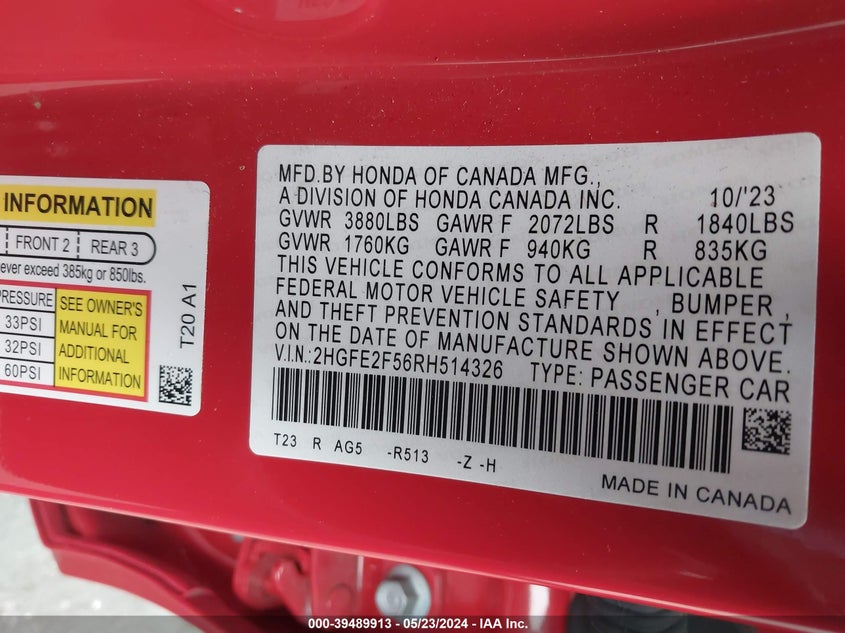 INFORMATION
FRONT 2 REAR 3
ever exceed 385kg or 850lbs.
PRESSURE
33PSI
32PSI
60PSI
SEE OWNER'S
MANUAL FOR
ADDITIONAL
INFORMATION
T20 A1
MFD.BY HONDA OF CANADA MFG.,
A DIVISION OF HONDA CANADA INC. 10/'23
GVWR 3880LBS GAWR F 2072LBS R 1840LBS
GVWR 1760KG GAWR F 940KG R 835KG
THIS VEHICLE CONFORMS TO ALL APPLICABLE
FEDERAL MOTOR VEHICLE SAFETY , BUMPER ,
AND THEFT PREVENTION STANDARDS IN EFFECT
ON THE DATE OF MANUFACTURE SHOWN ABOVE.
V.I.N.:2HGFE2F56RH514326 TYPE: PASSENGER CAR
T23 R AG5 -R513 -Z -H
MADE IN CANADA
000-39489913 - 05/23/2024 - IAA Inc.